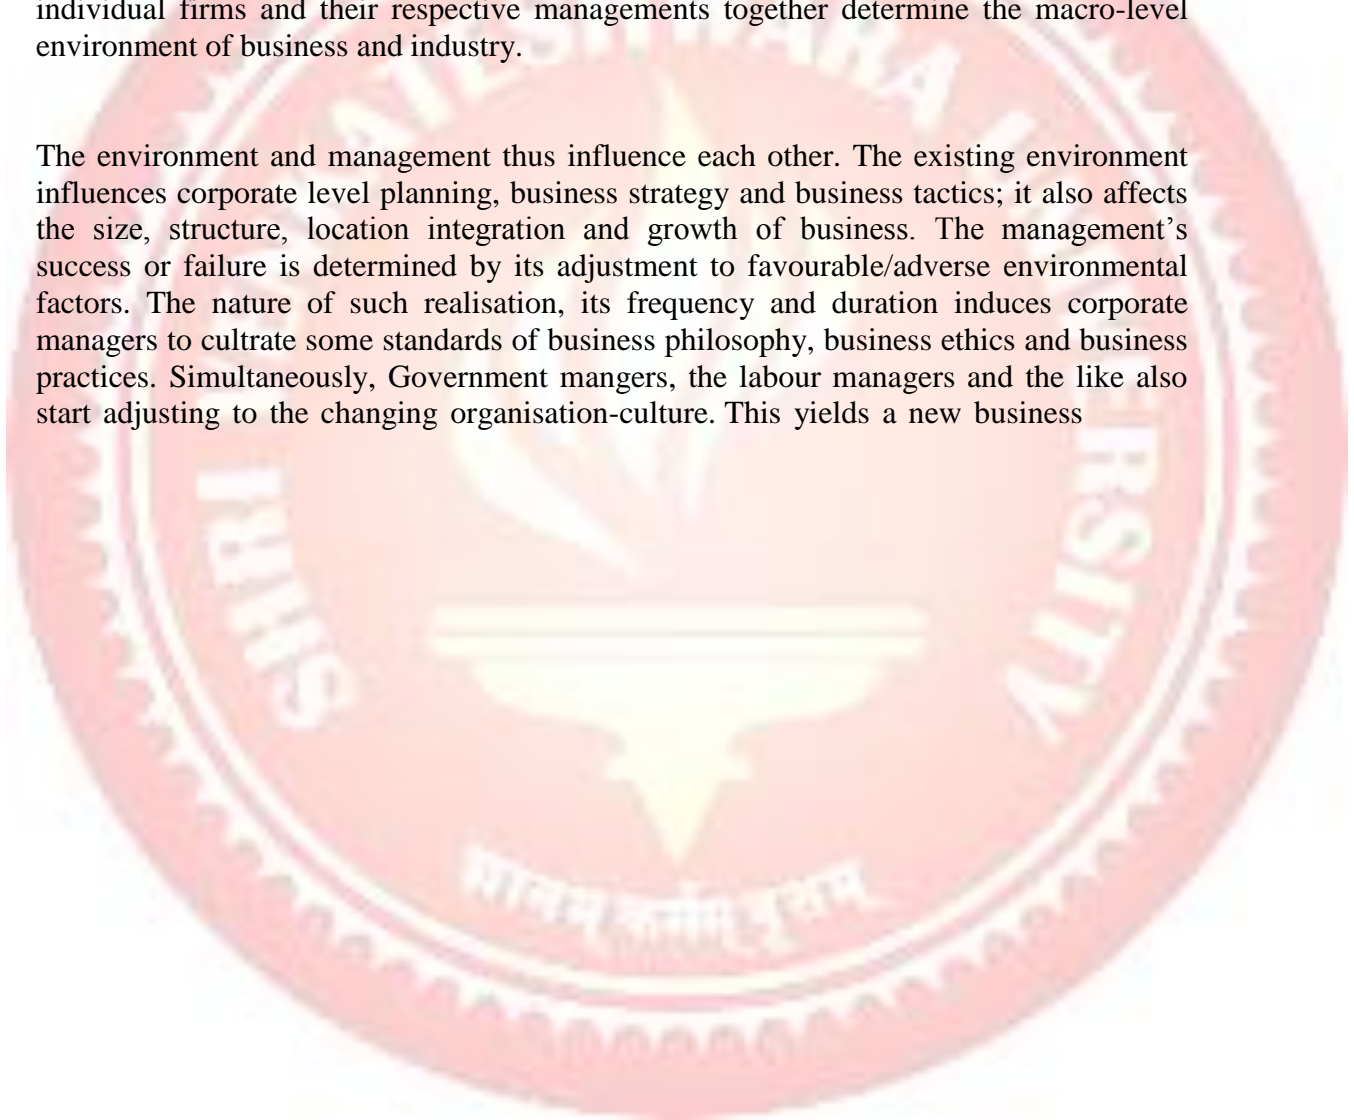 individual firms and their respective managements together determine the macro-level
environment of business and industry.
The environment and management thus influence each other. The existing environment
influences corporate level planning, business strategy and business tactics; it also affects
the size, structure, location integration and growth of business. The management’s
success or failure is determined by its adjustment to favourable/adverse environmental
factors. The nature of such realisation, its frequency and duration induces corporate
managers to cultrate some standards of business philosophy, business ethics and business
practices. Simultaneously, Government mangers, the labour managers and the like also
start adjusting to the changing organisation-culture. This yields a new business
SHRI VENKATESHWARA UNIVERSITY